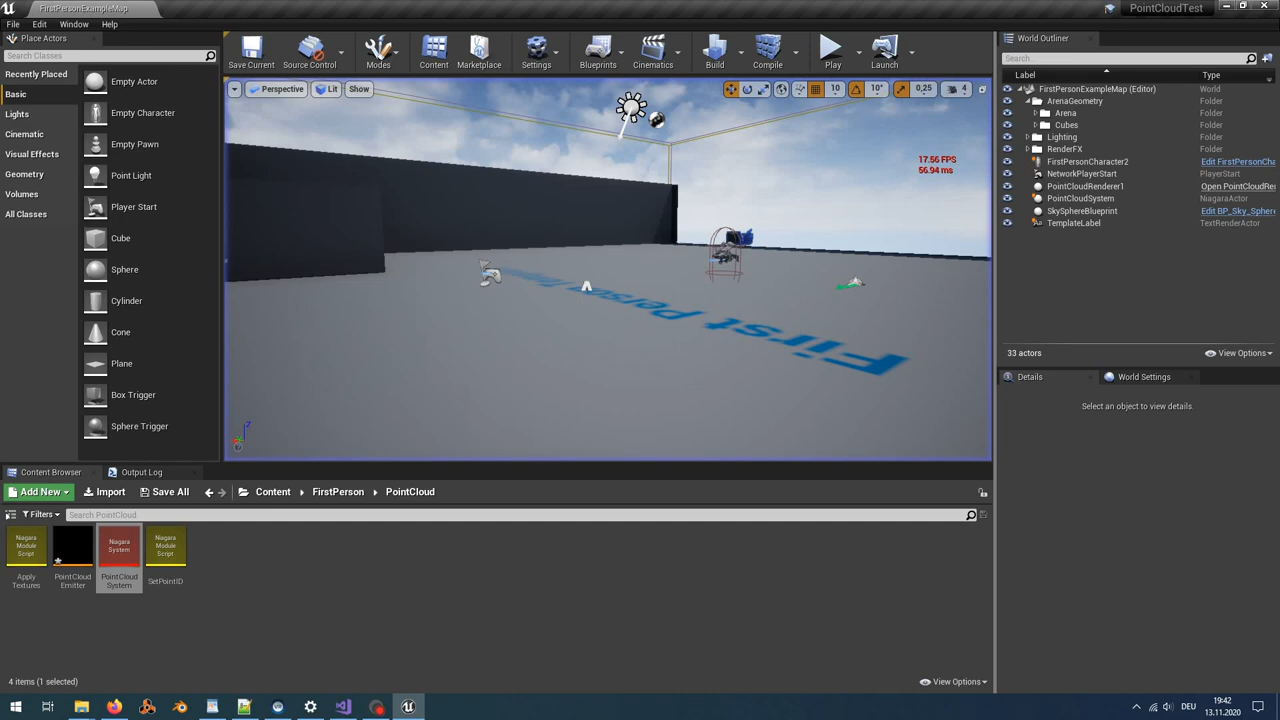 FirstPersonExampleMap
PointCloudTest
File Edit Window Help
Place Actors
Search Classes
Recently Placed
Basic
Lights
Cinematic
Visual Effects
Geometry
Volumes
All Classes
Empty Actor
Empty Character
Empty Pawn
Point Light
Player Start
Cube
Sphere
Cylinder
Cone
Plane
Box Trigger
Sphere Trigger
Save Current
Source Control
Modes
Content
Marketplace
Settings
Blueprints
Cinematics
Build
Compile
Play
Launch
Perspective
Lit
Show
10
10°
0,25
4
17.56 FPS
56.94 ms
First Person
World Outliner
Search...
Label Type
FirstPersonExampleMap (Editor) World
ArenaGeometry Folder
Arena Folder
Cubes Folder
Lighting Folder
RenderFX Folder
FirstPersonCharacter2 Edit FirstPersonCha
NetworkPlayerStart PlayerStart
PointCloudRenderer1 Open PointCloudRe
PointCloudSystem NiagaraActor
SkySphereBlueprint Edit BP_Sky_Sphere
TemplateLabel TextRenderActor
33 actors
View Options
Details
World Settings
Select an object to view details.
Content Browser
Output Log
Add New
Import
Save All
Content
FirstPerson
PointCloud
Filters
Search PointCloud
Niagara
Module
Script
Apply
Textures
PointCloud
Emitter
Niagara
System
PointCloud
System
Niagara
Module
Script
SetPointID
4 items (1 selected)
View Options
DEU
19:42
13.11.2020